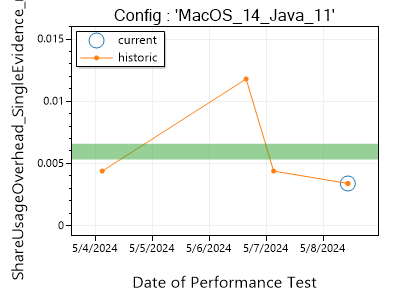 Config : 'MacOS_14_Java_11'
ShareUsageOverhead_SingleEvidence_
0.015
0.01
0.005
0
current
historic
5/4/2024
5/5/2024
5/6/2024
5/7/2024
5/8/2024
Date of Performance Test